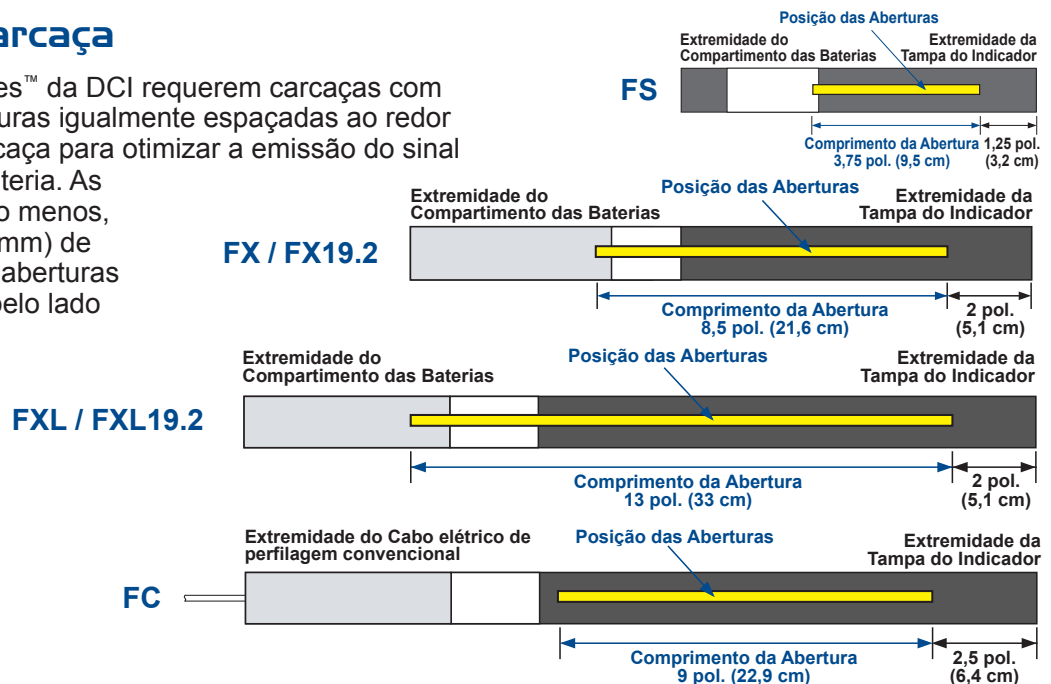 arcaça
es™ da DCI requerem carcaças com
uras igualmente espaçadas ao redor
caça para otimizar a emissão do sinal
teria. As
o menos,
mm) de
aberturas
pelo lado
Posição das Aberturas
Extremidade do
Compartimento das Baterias
Extremidade da
Tampa do Indicador
FS
Comprimento da Abertura
3,75 pol. (9,5 cm)
1,25 pol.
(3,2 cm)
Extremidade do
Compartimento das Baterias
Posição das Aberturas
Extremidade da
Tampa do Indicador
FX / FX19.2
Comprimento da Abertura
8,5 pol. (21,6 cm)
2 pol.
(5,1 cm)
Extremidade do
Compartimento das Baterias
Posição das Aberturas
Extremidade da
Tampa do Indicador
FXL / FXL19.2
Comprimento da Abertura
13 pol. (33 cm)
2 pol.
(5,1 cm)
Extremidade do Cabo elétrico de
perfilagem convencional
Posição das Aberturas
Extremidade da
Tampa do Indicador
FC
Comprimento da Abertura
9 pol. (22,9 cm)
2,5 pol.
(6,4 cm)